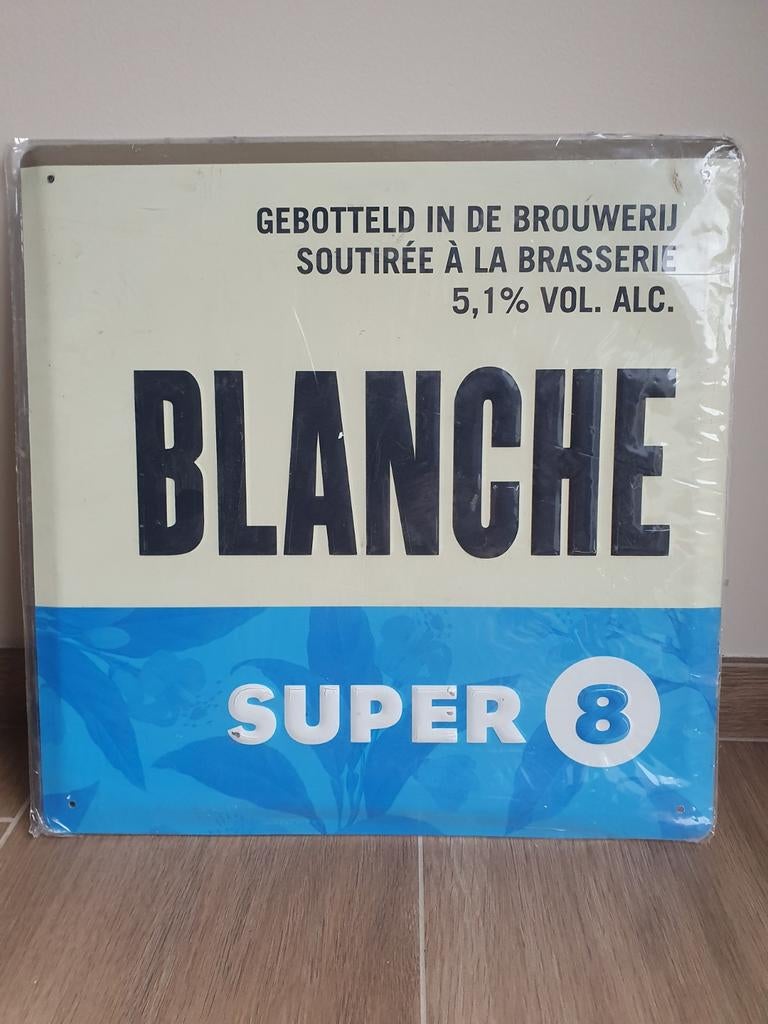 GEBOTTELD IN DE BROUWERIJ
SOUTIRÉE À LA BRASSERIE
5,1% VOL. ALC.
BLANCHE
SUPER 8